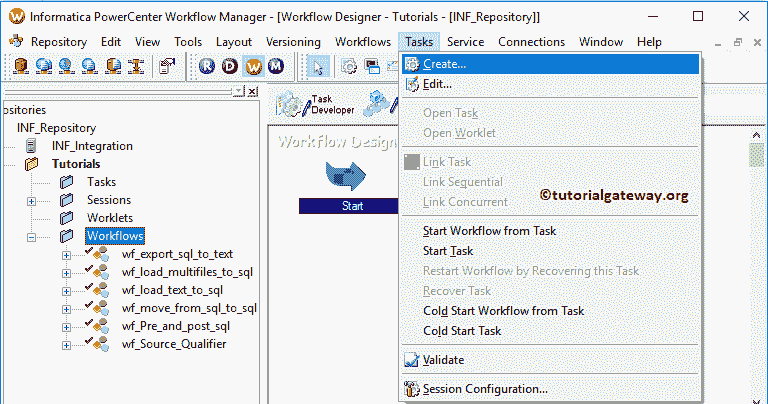 Informatica PowerCenter Workflow Manager - [Workflow Designer - Tutorials - [INF_Repository]]
Repository Edit View Tools Layout Versioning Workflows Tasks Service Connections Window Help
R D W M
Create...
Edit...
Open Task
Open Worklet
Link Task
Link Sequential
Link Concurrent
Start Workflow from Task
Start Task
Restart Workflow by Recovering this Task
Recover Task
Cold Start Workflow from Task
Cold Start Task
Validate
Session Configuration...
©tutorialgateway.org
ositories
INF_Repository
INF_Integration
Tutorials
Tasks
Sessions
Worklets
Workflows
wf_export_sql_to_text
wf_load_multifiles_to_sql
wf_load_text_to_sql
wf_move_from_sql_to_sql
wf_Pre_and_post_sql
wf_Source_Qualifier
Task
Developer
Workflow Design
Start